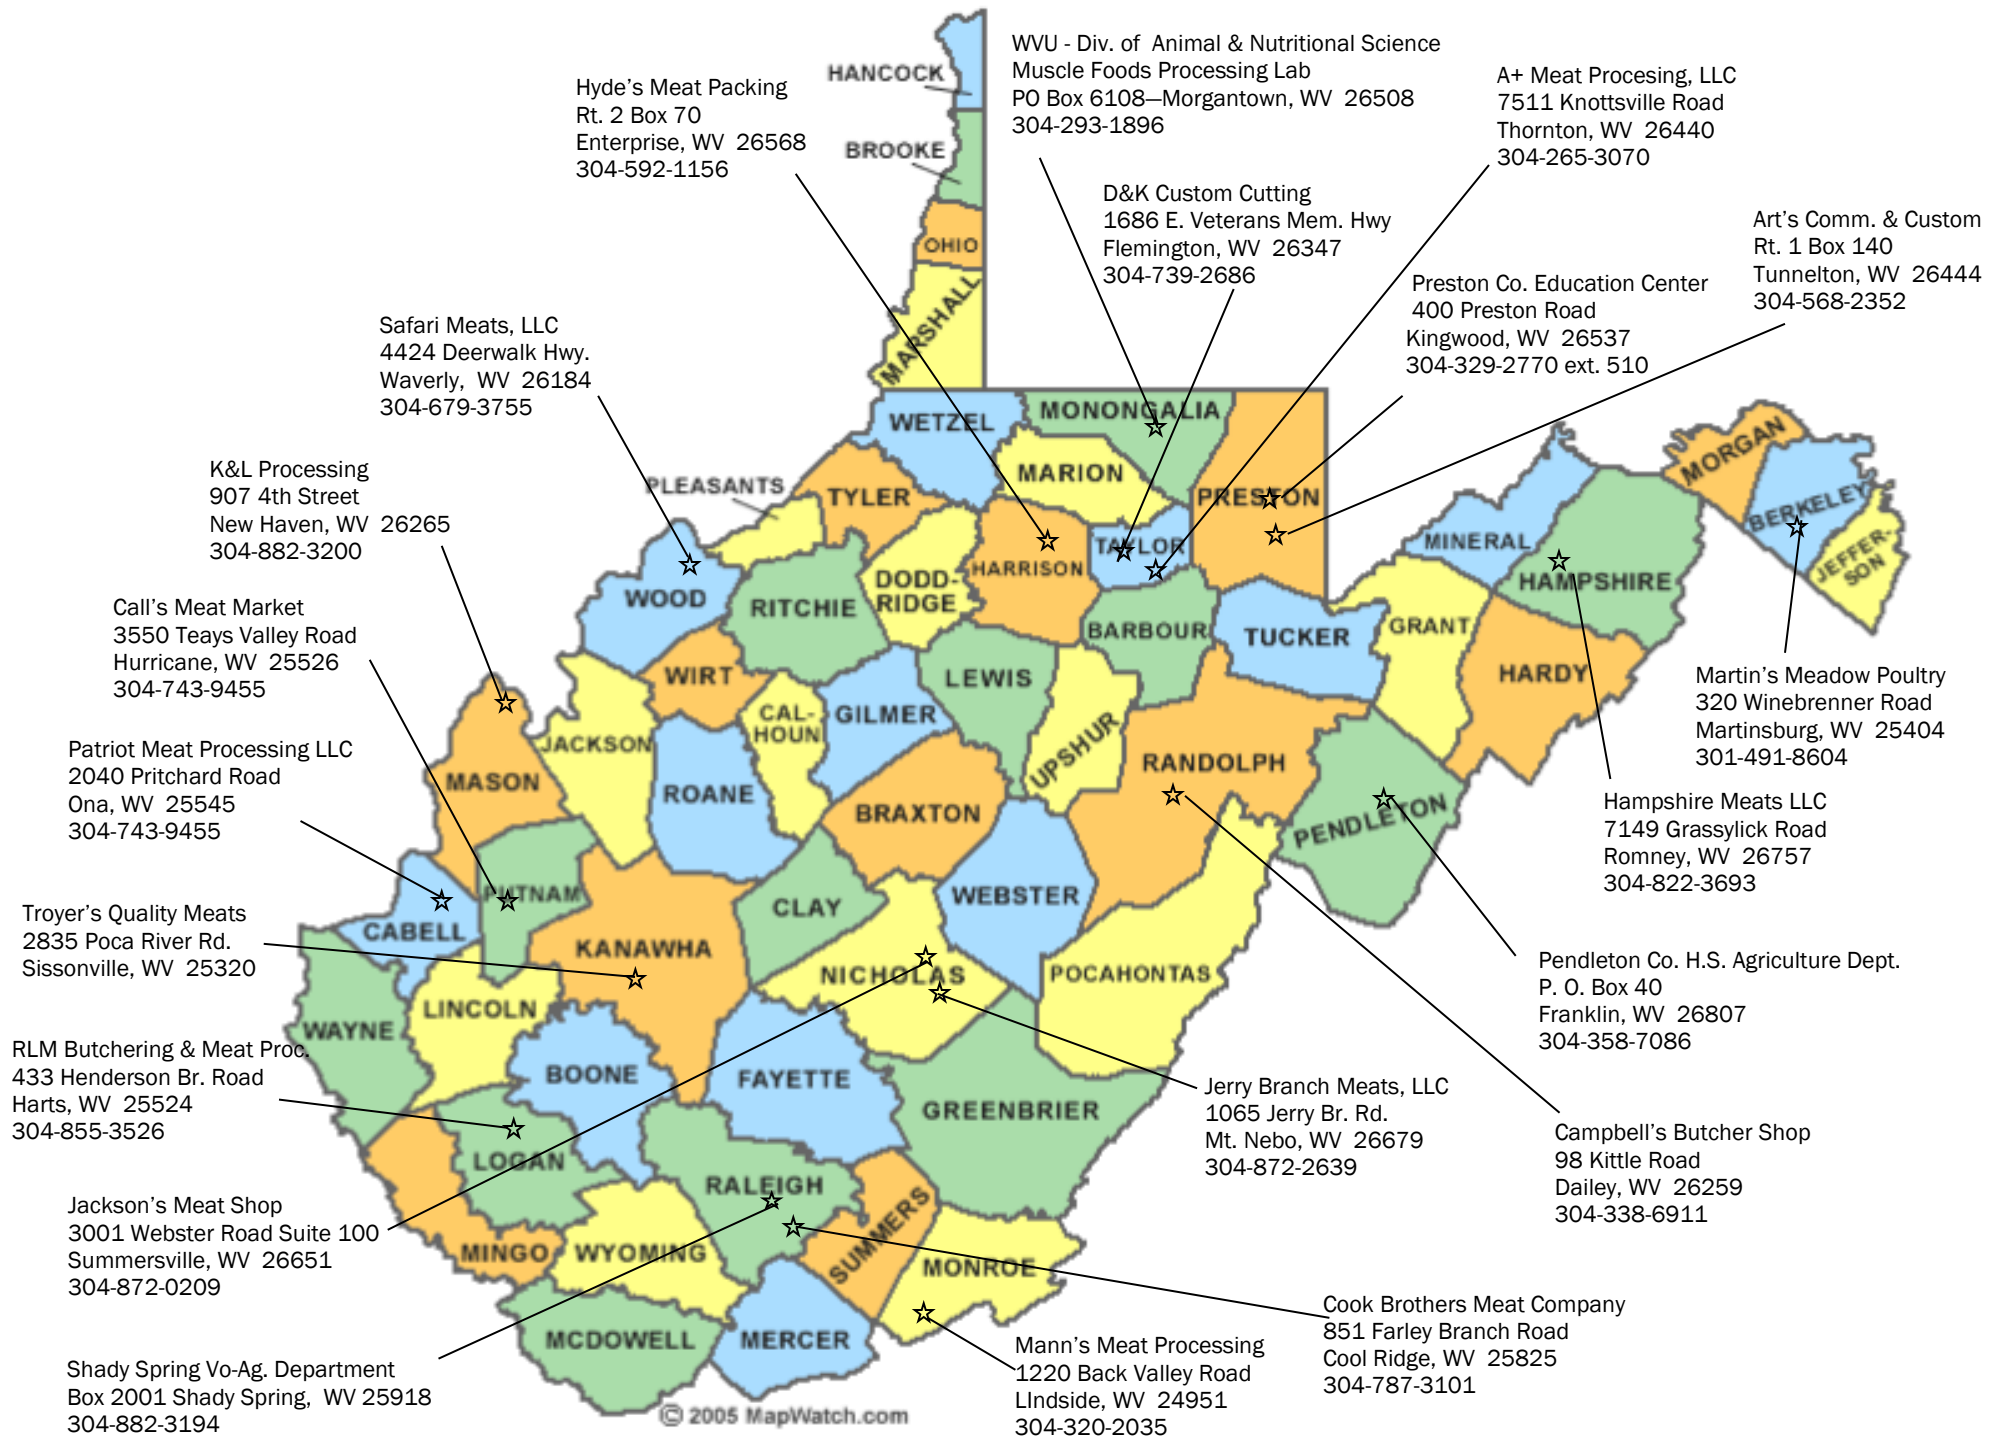 WVU - Div. of Animal & Nutritional Science
Muscle Foods Processing Lab
PO Box 6108—Morgantown, WV 26508
304-293-1896
A+ Meat Procesing, LLC
7511 Knottsville Road
Thornton, WV 26440
304-265-3070
Hyde's Meat Packing
Rt. 2 Box 70
Enterprise, WV 26568
304-592-1156
D&K Custom Cutting
1686 E. Veterans Mem. Hwy
Flemington, WV 26347
304-739-2686
Art's Comm. & Custom
Rt. 1 Box 140
Tunnelton, WV 26444
304-568-2352
Preston Co. Education Center
400 Preston Road
Kingwood, WV 26537
304-329-2770 ext. 510
Safari Meats, LLC
4424 Deerwalk Hwy.
Waverly, WV 26184
304-679-3755
K&L Processing
907 4th Street
New Haven, WV 26265
304-882-3200
Call's Meat Market
3550 Teays Valley Road
Hurricane, WV 25526
304-743-9455
Patriot Meat Processing LLC
2040 Pritchard Road
Ona, WV 25545
304-743-9455
Troyer's Quality Meats
2835 Poca River Rd.
Sissonville, WV 25320
RLM Butchering & Meat Proc.
433 Henderson Br. Road
Harts, WV 25524
304-855-3526
Jackson's Meat Shop
3001 Webster Road Suite 100
Summersville, WV 26651
304-872-0209
Shady Spring Vo-Ag. Department
Box 2001 Shady Spring, WV 25918
304-882-3194
Martin's Meadow Poultry
320 Winebrenner Road
Martinsburg, WV 25404
301-491-8604
Hampshire Meats LLC
7149 Grassylick Road
Romney, WV 26757
304-822-3693
Pendleton Co. H.S. Agriculture Dept.
P. O. Box 40
Franklin, WV 26807
304-358-7086
Jerry Branch Meats, LLC
1065 Jerry Br. Rd.
Mt. Nebo, WV 26679
304-872-2639
Campbell's Butcher Shop
98 Kittle Road
Dailey, WV 26259
304-338-6911
Cook Brothers Meat Company
851 Farley Branch Road
Cool Ridge, WV 25825
304-787-3101
Mann's Meat Processing
1220 Back Valley Road
LIndside, WV 24951
304-320-2035
HANCOCK
BROOKE
OHIO
MARSHALL
WETZEL
MONONGALIA
MARION
PRESTON
PLEASANTS
TYLER
MORGAN
BERKELEY
JEFFER-
SON
MINERAL
HAMPSHIRE
WOOD
RITCHIE
DODD-
RIDGE
HARRISON
TAYLOR
BARBOUR
TUCKER
GRANT
HARDY
WIRT
LEWIS
CAL-
HOUN
GILMER
JACKSON
UPSHUR
RANDOLPH
MASON
ROANE
BRAXTON
PENDLETON
PUTNAM
CLAY
WEBSTER
CABELL
KANAWHA
NICHOLAS
POCAHONTAS
LINCOLN
WAYNE
BOONE
FAYETTE
GREENBRIER
LOGAN
RALEIGH
SUMMERS
MINGO
WYOMING
MONROE
MCDOWELL
MERCER
© 2005 MapWatch.com